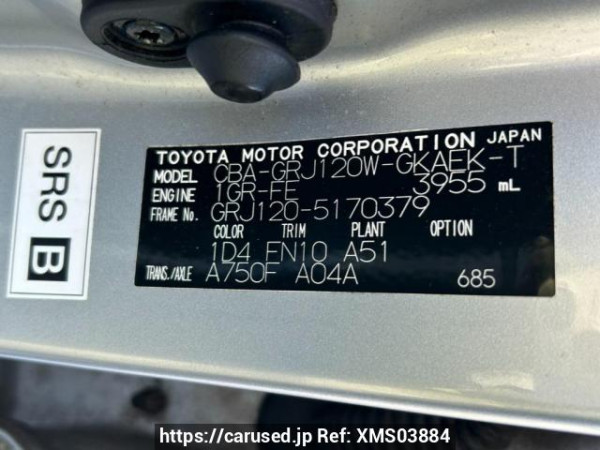 SRS B
TOYOTA MOTOR CORPORATION JAPAN
MODEL CBA-GRJ120W-GKAEK-T
ENGINE 1GR-FE 3955 mL
FRAME No. GRJ120-5170379
COLOR TRIM PLANT OPTION
1D4 FN10 A51
TRANS./AXLE A750F A04A 685
https://carused.jp Ref: XMS03884